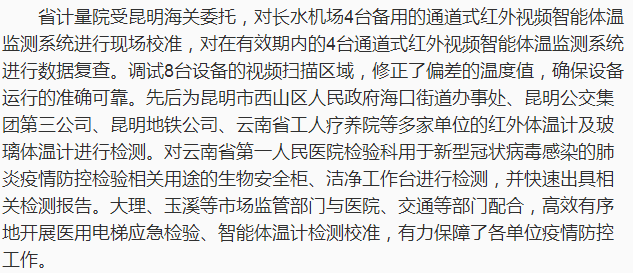 省计量院受昆明海关委托，对长水机场4台备用的通道式红外视频智能体温
监测系统进行现场校准，对在有效期内的4台通道式红外视频智能体温监测系统
进行数据复查。调试8台设备的视频扫描区域，修正了偏差的温度值，确保设备
运行的准确可靠。先后为昆明市西山区人民政府海口街道办事处、昆明公交集
团第三公司、昆明地铁公司、云南省工人疗养院等多家单位的红外体温计及玻
璃体温计进行检测。对云南省第一人民医院检验科用于新型冠状病毒感染的肺
炎疫情防控检验相关用途的生物安全柜、洁净工作台进行检测，并快速出具相
关检测报告。大理、玉溪等市场监管部门与医院、交通等部门配合，高效有序
地开展医用电梯应急检验、智能体温计检测校准，有力保障了各单位疫情防控
工作。